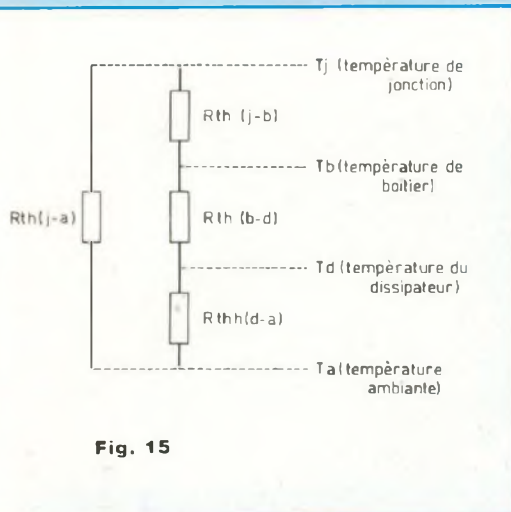 Tj (température de
jonction)
Rth (j-b)
Tb(température de
boitier)
Rth(j-a)
Rth (b-d)
Td (température du
dissipateur)
Rthh(d-a)
Ta(température
ambiante)
Fig. 15